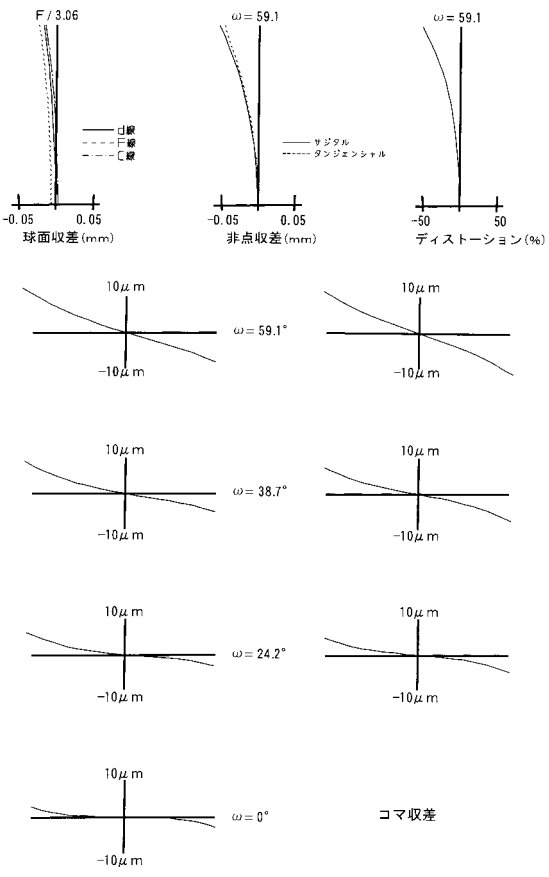 F/3.06
ω=59.1
ω=59.1
d線
F線
C線
サジタル
タンジェンシャル
-0.05
0.05
-0.05
0.05
-50
50
球面収差(mm)
非点収差(mm)
ディストーション(%)
10μm
10μm
ω=59.1°
-10μm
-10μm
10μm
10μm
ω=38.7°
-10μm
-10μm
10μm
10μm
ω=24.2°
-10μm
-10μm
10μm
ω=0°
コマ収差
-10μm